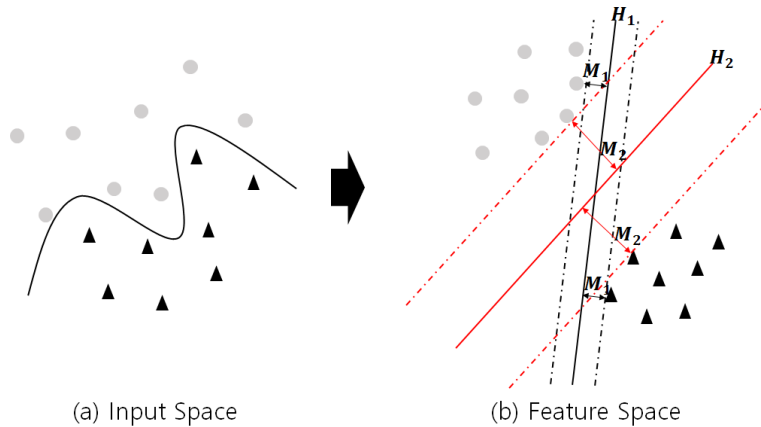 H₁
H₂
M₁
M₂
M₂
M₁
(a) Input Space
(b) Feature Space